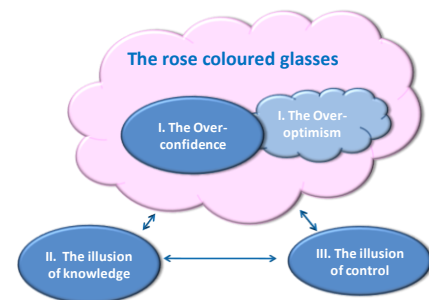 The rose coloured glasses
I. The Over-
confidence
I. The Over-
optimism
II.  The illusion
of knowledge
III. The illusion
of control